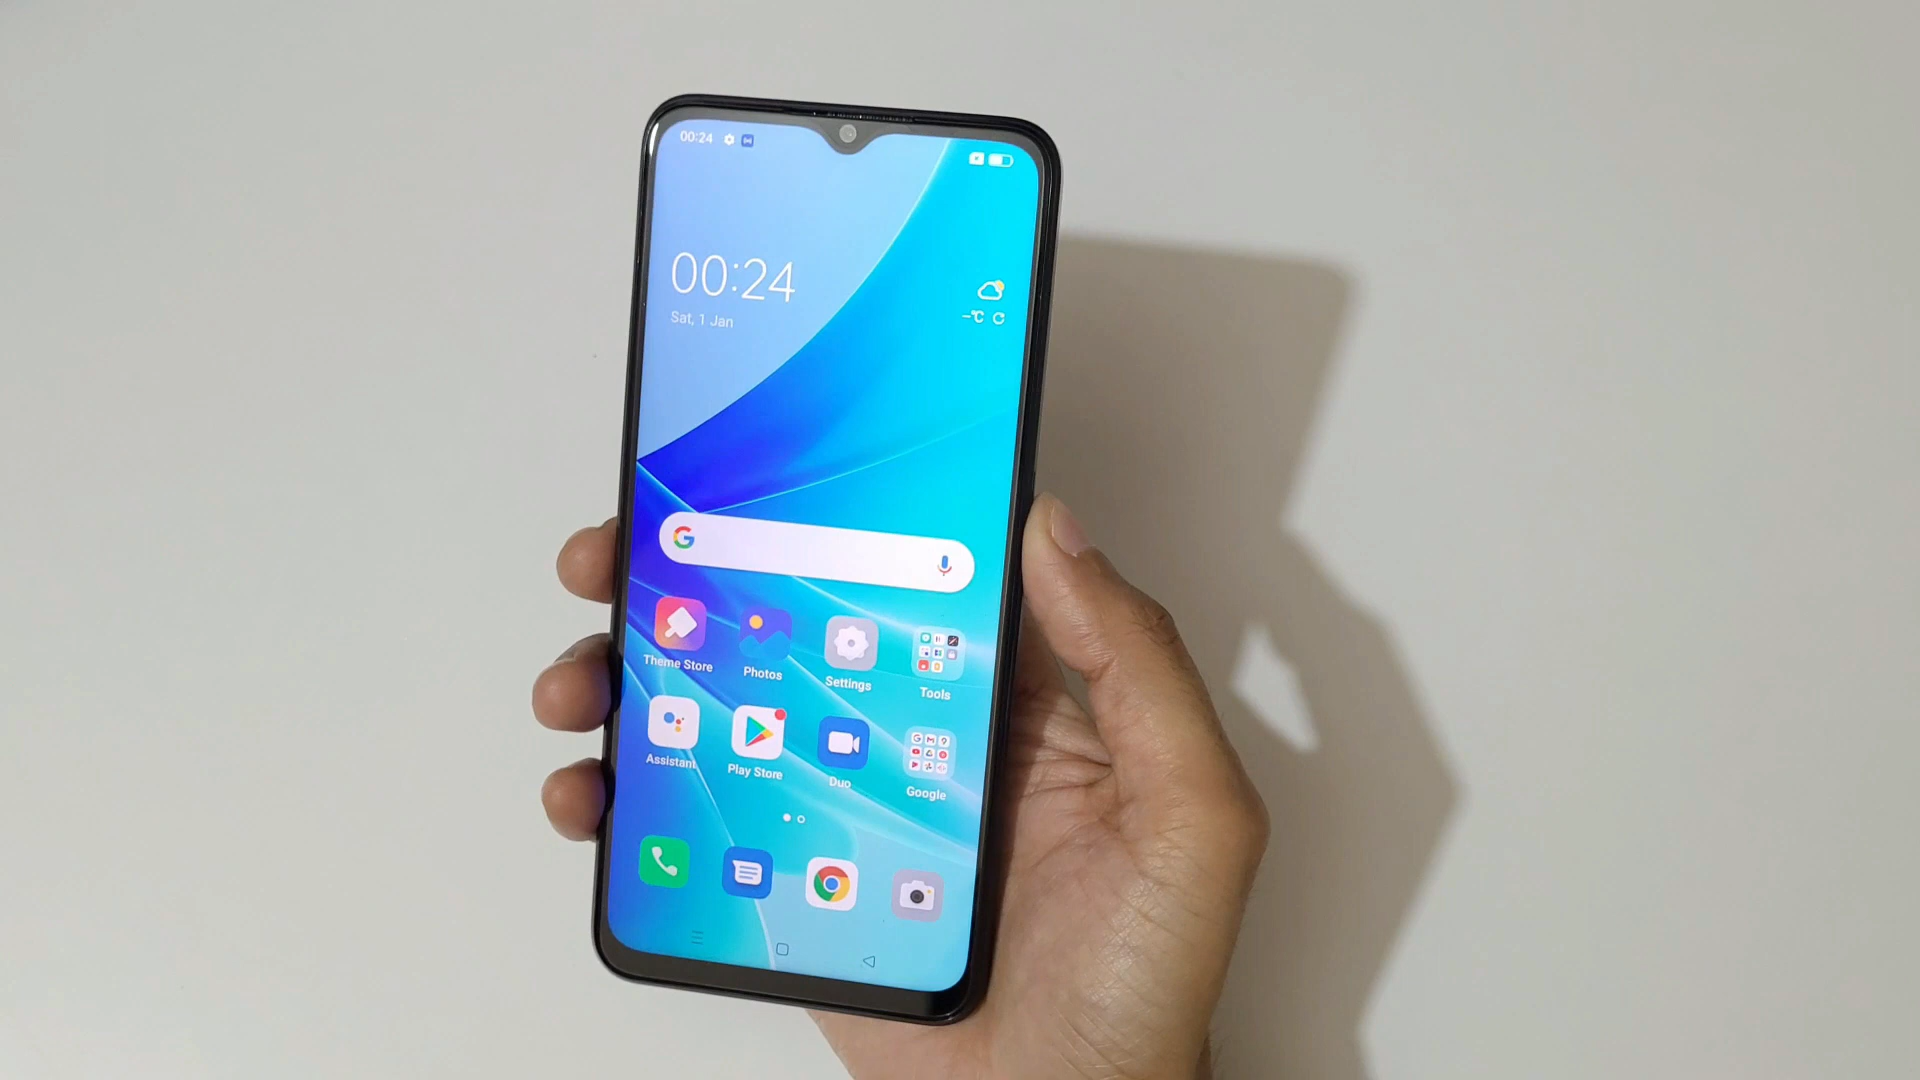 00:24
00:24
Sat, 1 Jan
–°C
Theme Store
Photos
Settings
Tools
Assistant
Play Store
Duo
Google